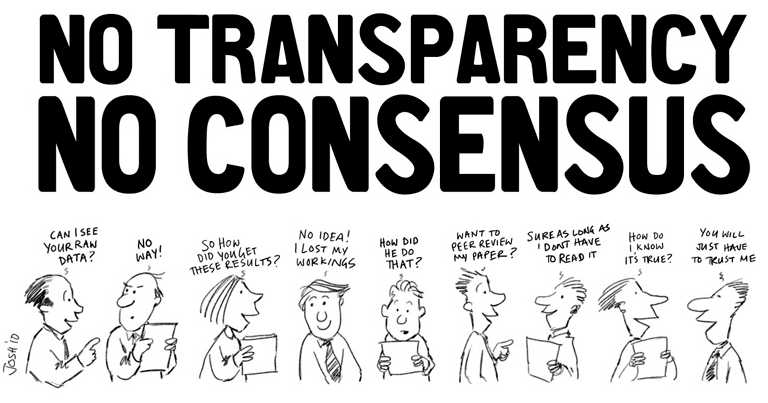 NO TRANSPARENCY
NO CONSENSUS
CAN I SEE
YOUR RAW
DATA?
NO
WAY!
SO HOW
DID YOU GET
THESE RESULTS?
NO IDEA!
I LOST MY
WORKINGS
HOW DID
HE DO
THAT?
WANT TO
PEER REVIEW
MY PAPER?
SURE AS LONG AS
I DONT HAVE
TO READ IT
HOW DO
I KNOW
IT'S TRUE?
YOU WILL
JUST HAVE
TO TRUST ME
JOSH'10